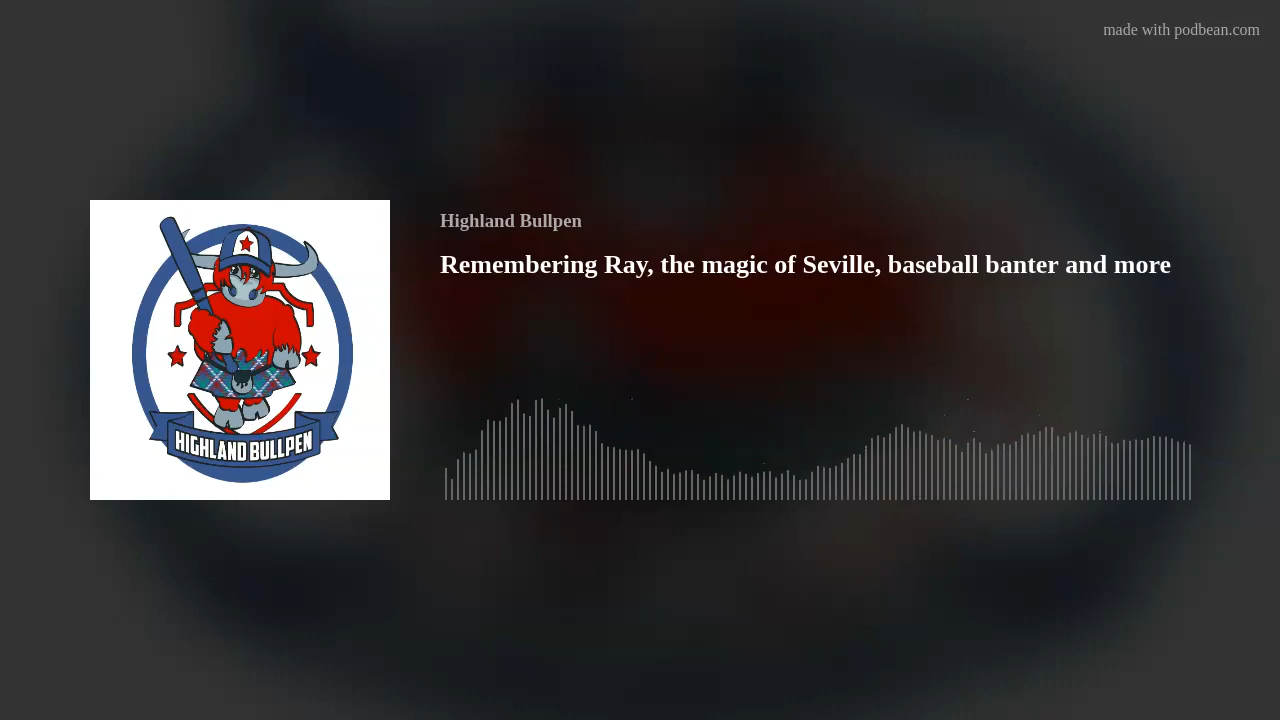 made with podbean.com
Highland Bullpen
Remembering Ray, the magic of Seville, baseball banter and more
HIGHLAND BULLPEN